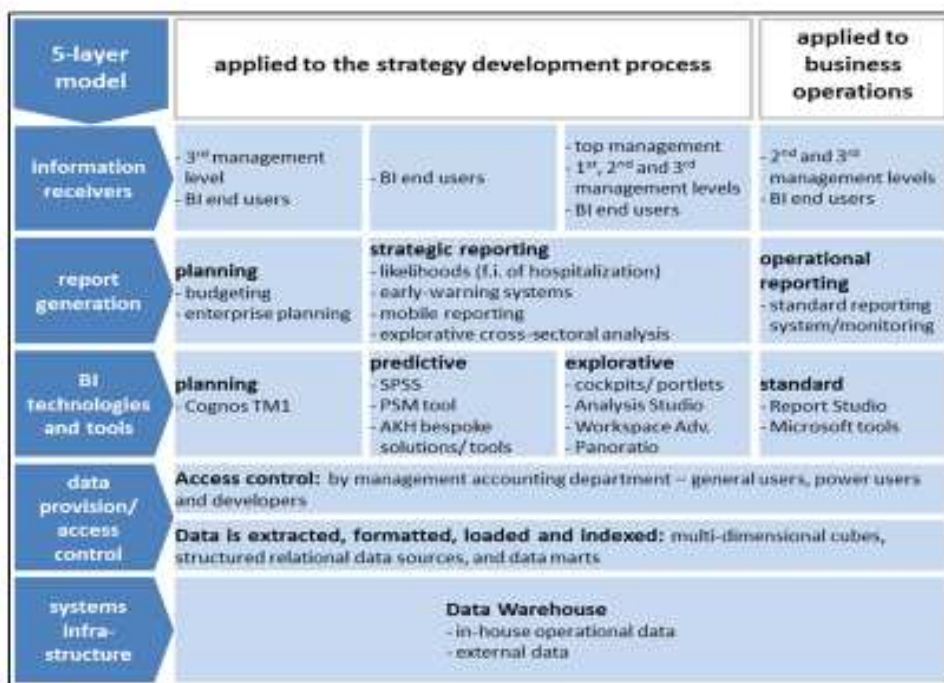 5-layer
model
applied to the strategy development process
applied to
business
operations
information
receivers
- 3rd management
level
- BI end users
- BI end users
- top management
- 1st, 2nd and 3rd
management levels
- BI end users
- 2nd and 3rd
management levels
- BI end users
report
generation
planning
- budgeting
- enterprise planning
strategic reporting
- likelihoods (f.i. of hospitalization)
- early-warning systems
- mobile reporting
- explorative cross-sectoral analysis
operational
reporting
- standard reporting
system/monitoring
BI
technologies
and tools
planning
- Cognos TM1
predictive
- SPSS
- PSM tool
- AKH bespoke
solutions/ tools
explorative
- cockpits/ portlets
- Analysis Studio
- Workspace Adv.
- Panoratio
standard
- Report Studio
- Microsoft tools
data
provision/
access
control
Access control: by management accounting department – general users, power users
and developers
Data is extracted, formatted, loaded and indexed: multi-dimensional cubes,
structured relational data sources, and data marts
systems
infra-
structure
Data Warehouse
- in-house operational data
- external data